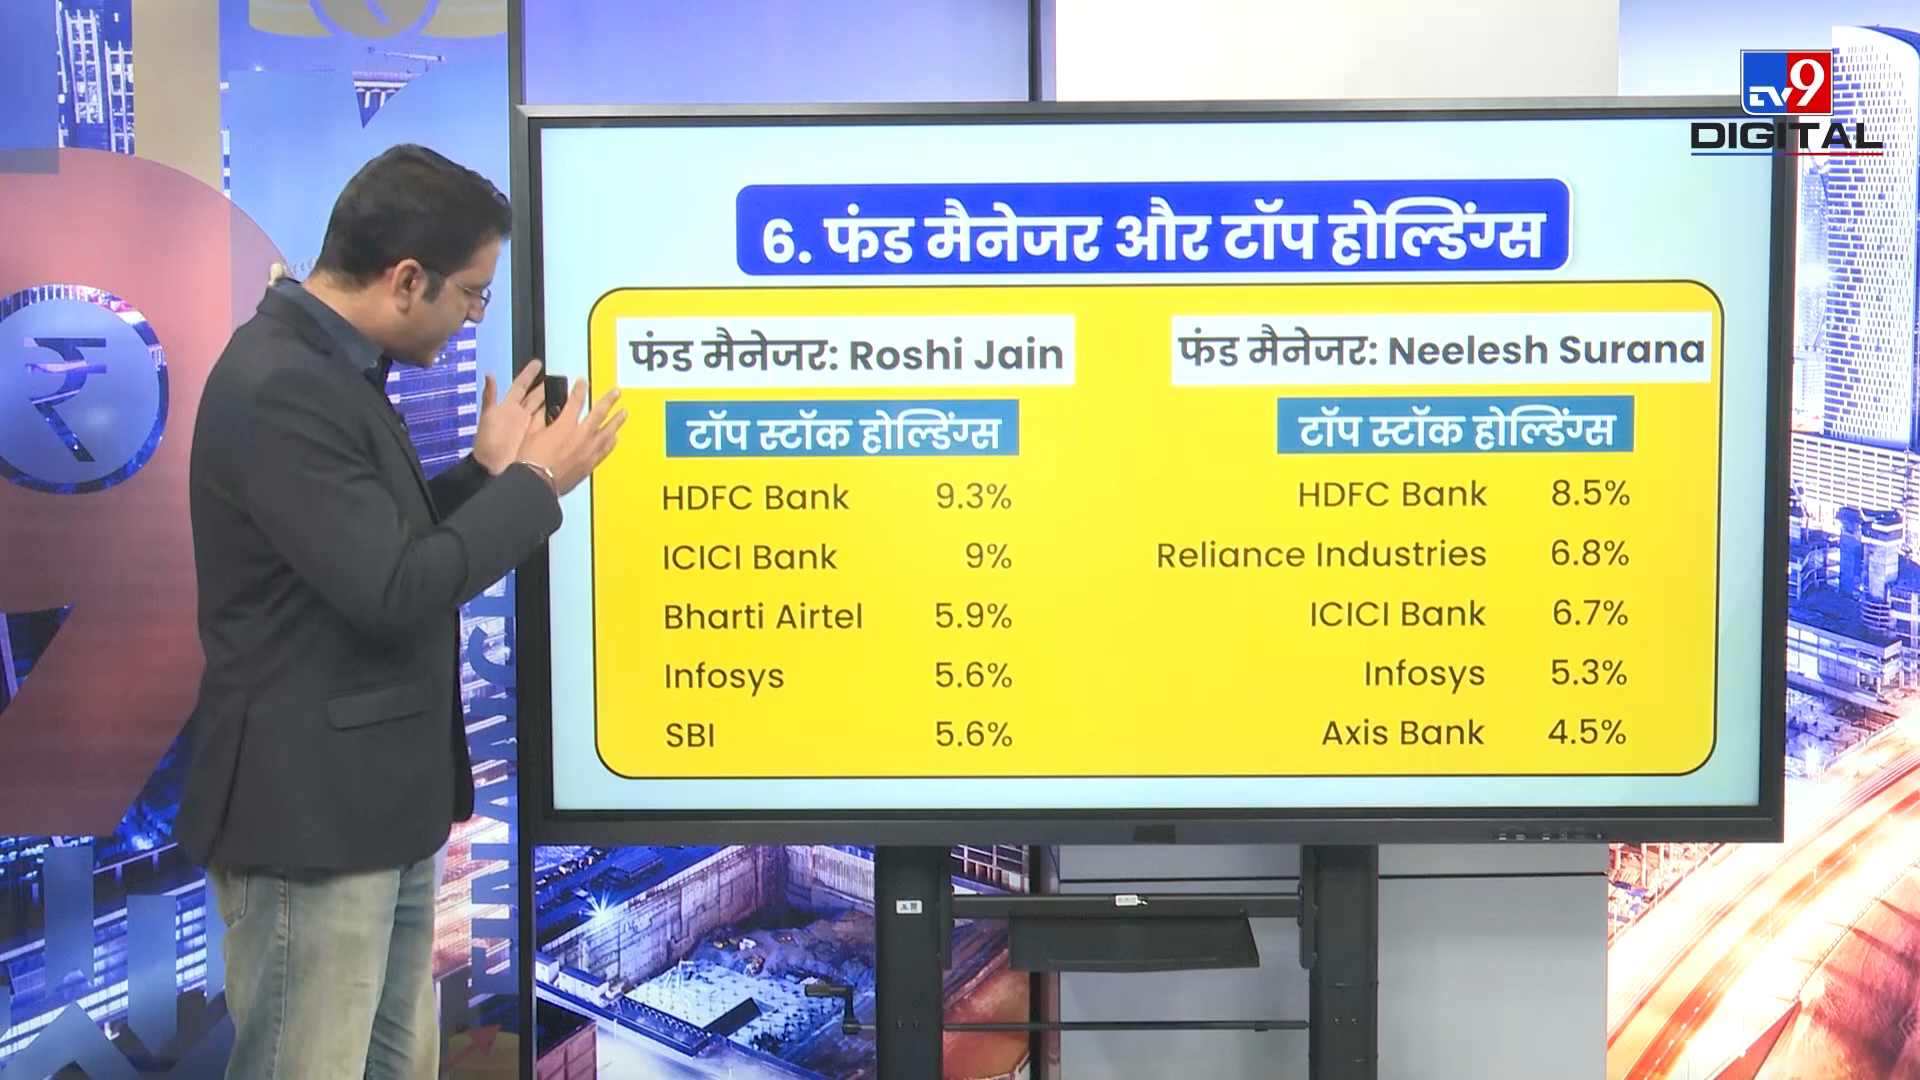 tv9
DIGITAL
6. फंड मैनेजर और टॉप होल्डिंग्स
फंड मैनेजर: Roshi Jain
टॉप स्टॉक होल्डिंग्स
HDFC Bank 9.3%
ICICI Bank 9%
Bharti Airtel 5.9%
Infosys 5.6%
SBI 5.6%
फंड मैनेजर: Neelesh Surana
टॉप स्टॉक होल्डिंग्स
HDFC Bank 8.5%
Reliance Industries 6.8%
ICICI Bank 6.7%
Infosys 5.3%
Axis Bank 4.5%
9
₹